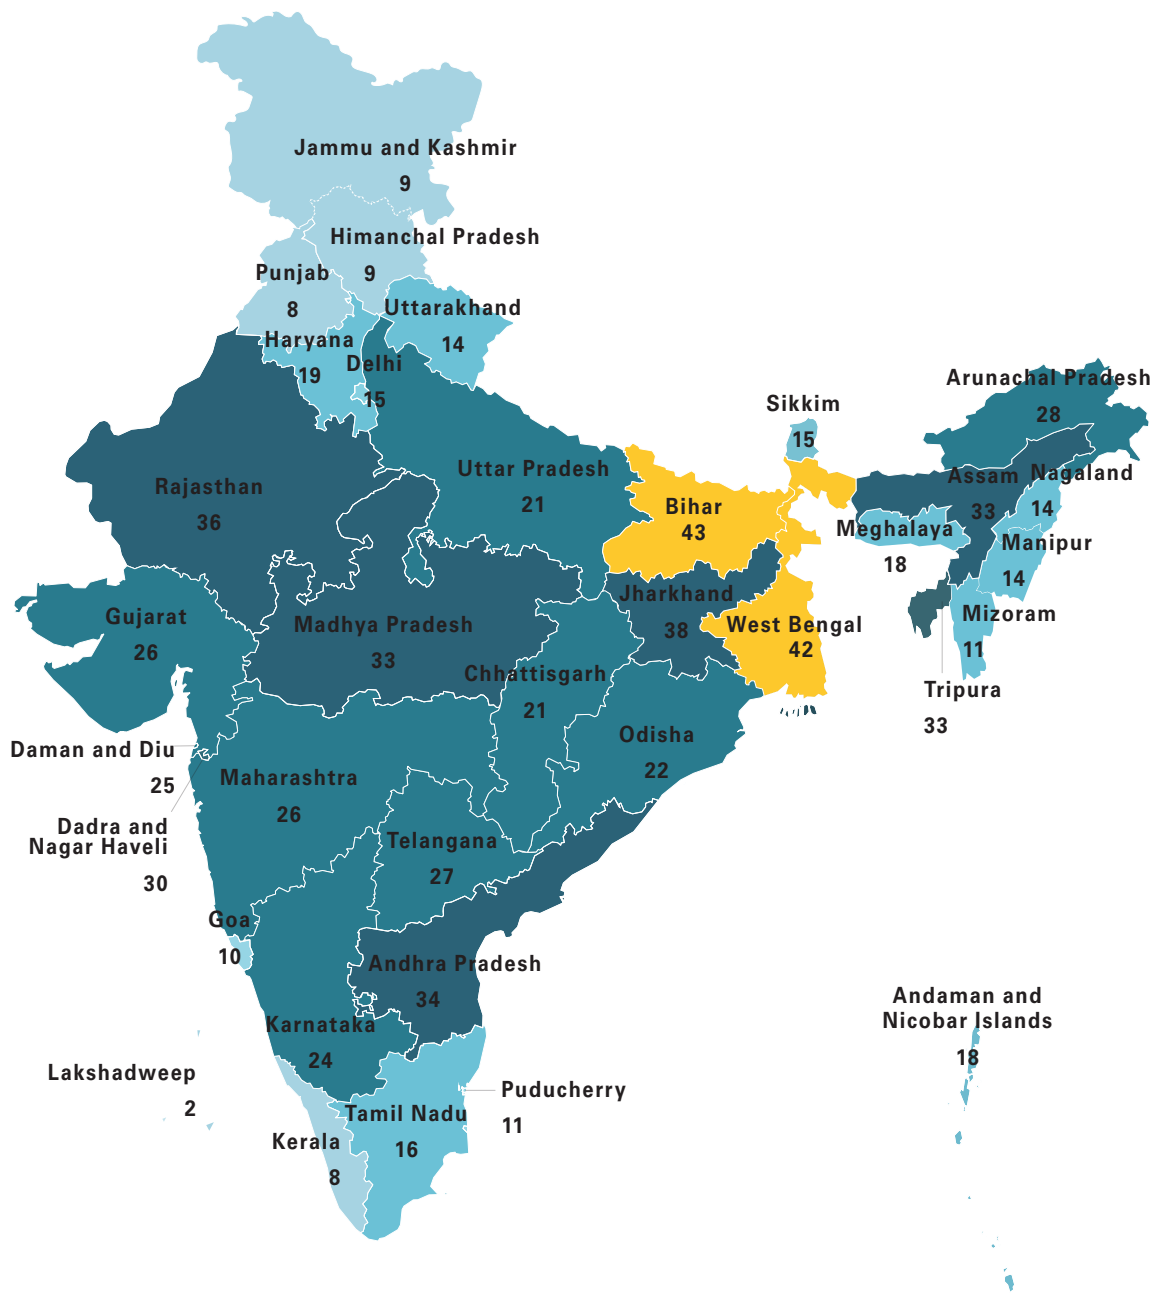 Jammu and Kashmir
9
Himanchal Pradesh
9
Punjab
8
Uttarakhand
14
Haryana
19
Delhi
15
Arunachal Pradesh
28
Sikkim
15
Rajasthan
36
Uttar Pradesh
21
Bihar
43
Assam
33
Nagaland
14
Meghalaya
18
Manipur
14
Gujarat
26
Madhya Pradesh
33
Jharkhand
38
West Bengal
42
Mizoram
11
Tripura
33
Chhattisgarh
21
Odisha
22
Daman and Diu
25
Maharashtra
26
Dadra and
Nagar Haveli
30
Telangana
27
Goa
10
Andhra Pradesh
34
Karnataka
24
Andaman and
Nicobar Islands
18
Lakshadweep
2
Puducherry
11
Tamil Nadu
16
Kerala
8